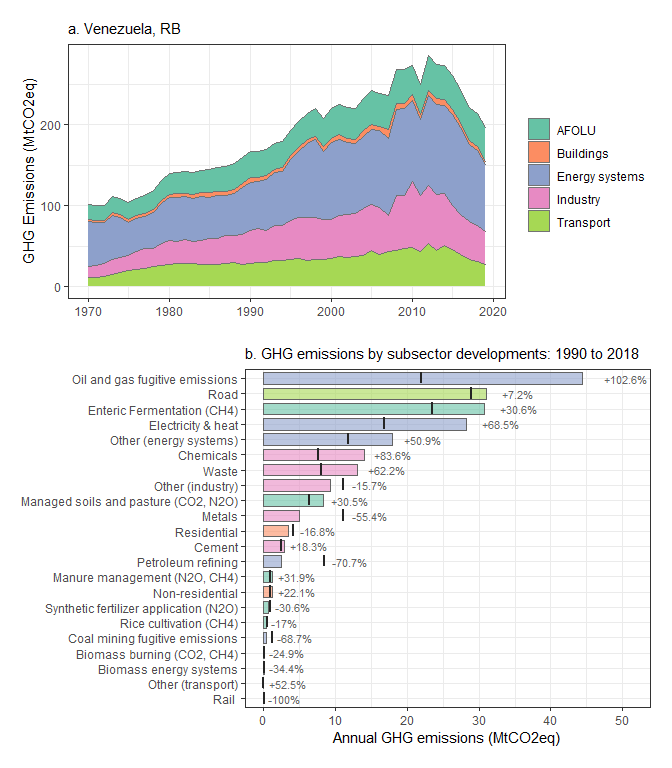 a. Venezuela, RB
GHG Emissions (MtCO2eq)
200
100
0
1970 1980 1990 2000 2010 2020
AFOLU
Buildings
Energy systems
Industry
Transport
b. GHG emissions by subsector developments: 1990 to 2018
Oil and gas fugitive emissions +102.6%
Road +7.2%
Enteric Fermentation (CH4) +30.6%
Electricity & heat +68.5%
Other (energy systems) +50.9%
Chemicals +83.6%
Waste +62.2%
Other (industry) -15.7%
Managed soils and pasture (CO2, N2O) +30.5%
Metals -55.4%
Residential -16.8%
Cement +18.3%
Petroleum refining -70.7%
Manure management (N2O, CH4) +31.9%
Non-residential +22.1%
Synthetic fertilizer application (N2O) -30.6%
Rice cultivation (CH4) -17%
Coal mining fugitive emissions -68.7%
Biomass burning (CO2, CH4) -24.9%
Biomass energy systems -34.4%
Other (transport) +52.5%
Rail -100%
0 10 20 30 40 50
Annual GHG emissions (MtCO2eq)